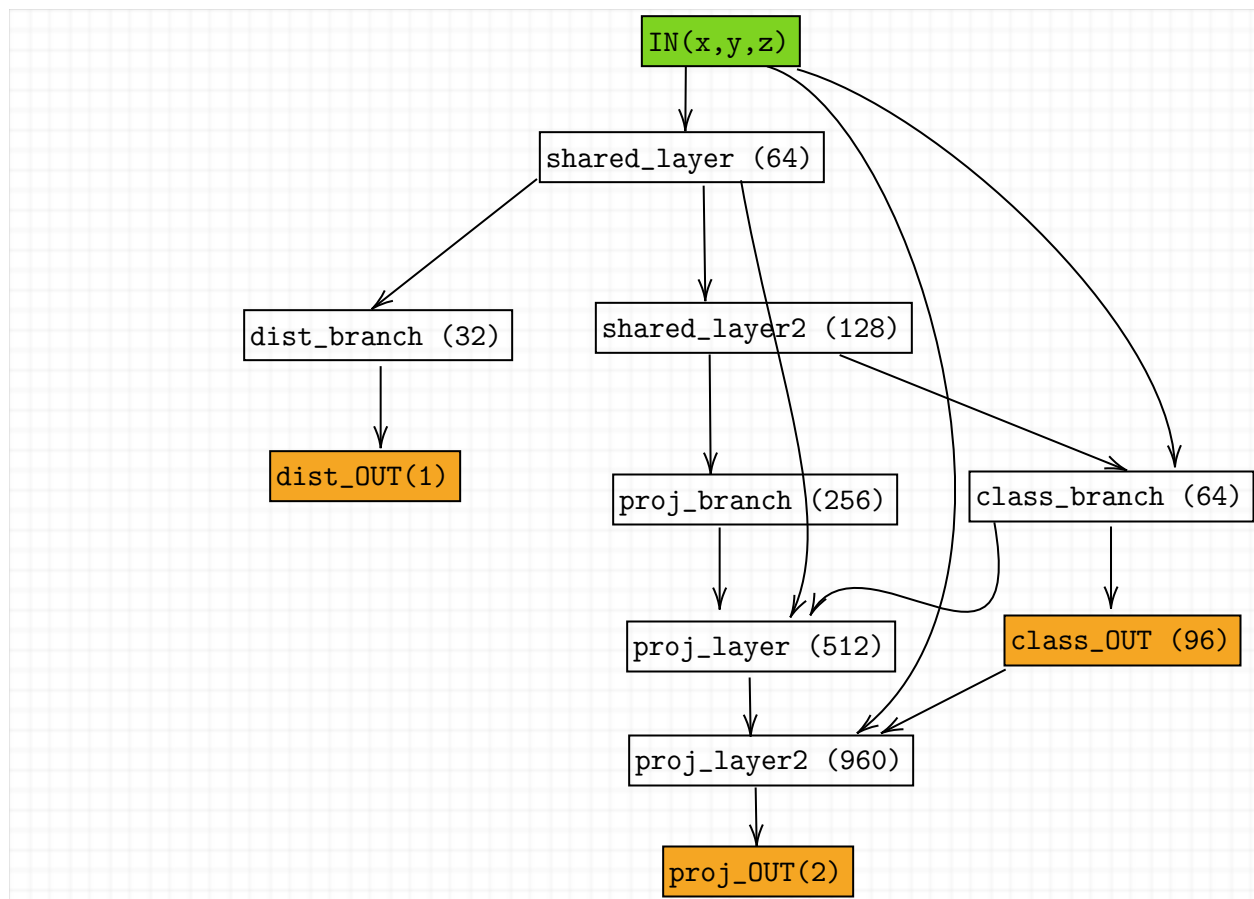 IN(x,y,z)
shared_layer (64)
dist_branch (32)
shared_layer2 (128)
dist_OUT(1)
proj_branch (256)
class_branch (64)
proj_layer (512)
class_OUT (96)
proj_layer2 (960)
proj_OUT(2)